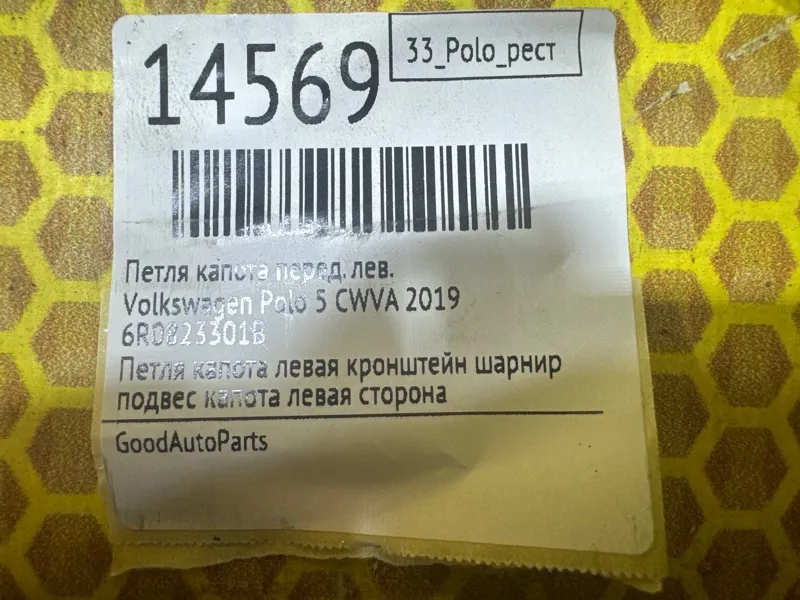 14569
33_Polo_рест
Петля капота перед. лев.
Volkswagen Polo 5 CWVA 2019
6R0823301B
Петля капота левая кронштейн шарнир
подвес капота левая сторона
GoodAutoParts